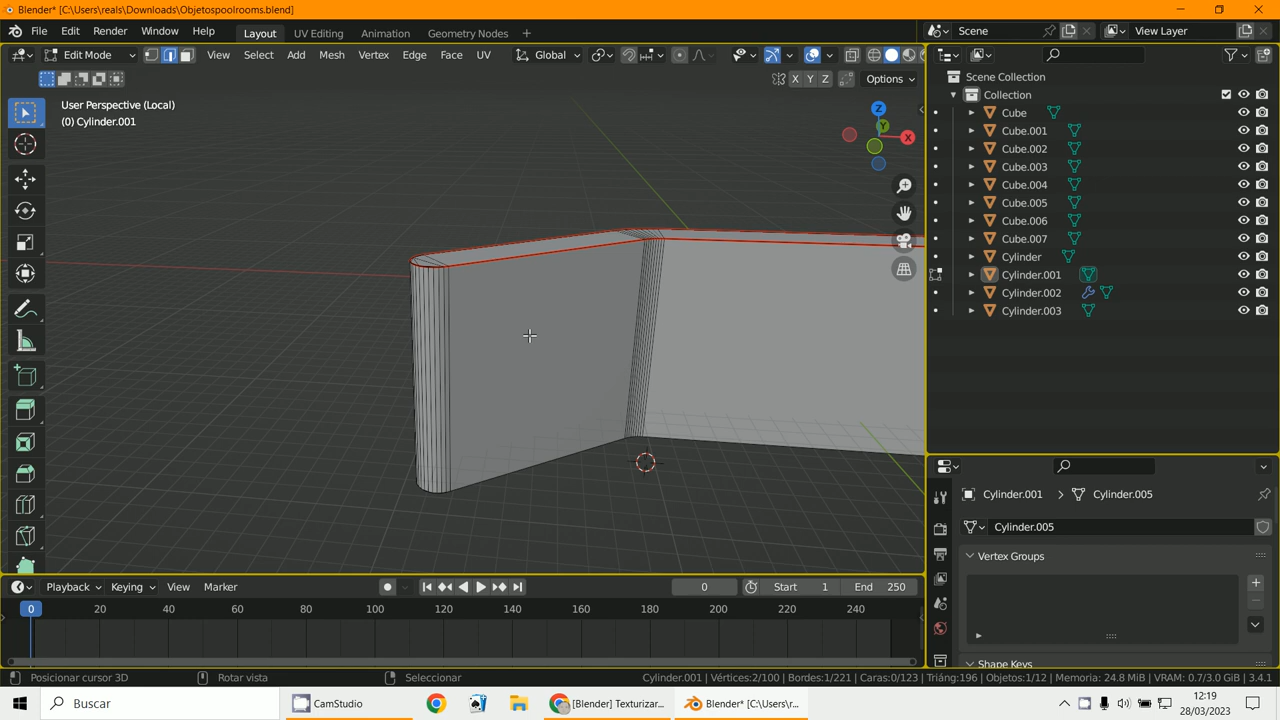 Blender* [C:\Users\reals\Downloads\Objetospoolrooms.blend]
File Edit Render Window Help Layout UV Editing Animation Geometry Nodes + Scene View Layer
Edit Mode View Select Add Mesh Vertex Edge Face UV Global
X Y Z Options
User Perspective (Local)
(0) Cylinder.001
Z
Y
X
Scene Collection
Collection
Cube
Cube.001
Cube.002
Cube.003
Cube.004
Cube.005
Cube.006
Cube.007
Cylinder
Cylinder.001
Cylinder.002
Cylinder.003
Cylinder.001 > Cylinder.005
Cylinder.005
Vertex Groups
Shape Keys
Playback Keying View Marker 0 Start 1 End 250
0 20 40 60 80 100 120 140 160 180 200 220 240
Posicionar cursor 3D Rotar vista Seleccionar Cylinder.001 | Vértices:2/100 | Bordes:1/221 | Caras:0/123 | Triáng:196 | Objetos:1/12 | Memoria: 24.8 MiB | VRAM: 0.7/3.0 GiB | 3.4.1
Buscar CamStudio [Blender] Texturizar... Blender* [C:\Users\r...
12:19
28/03/2023